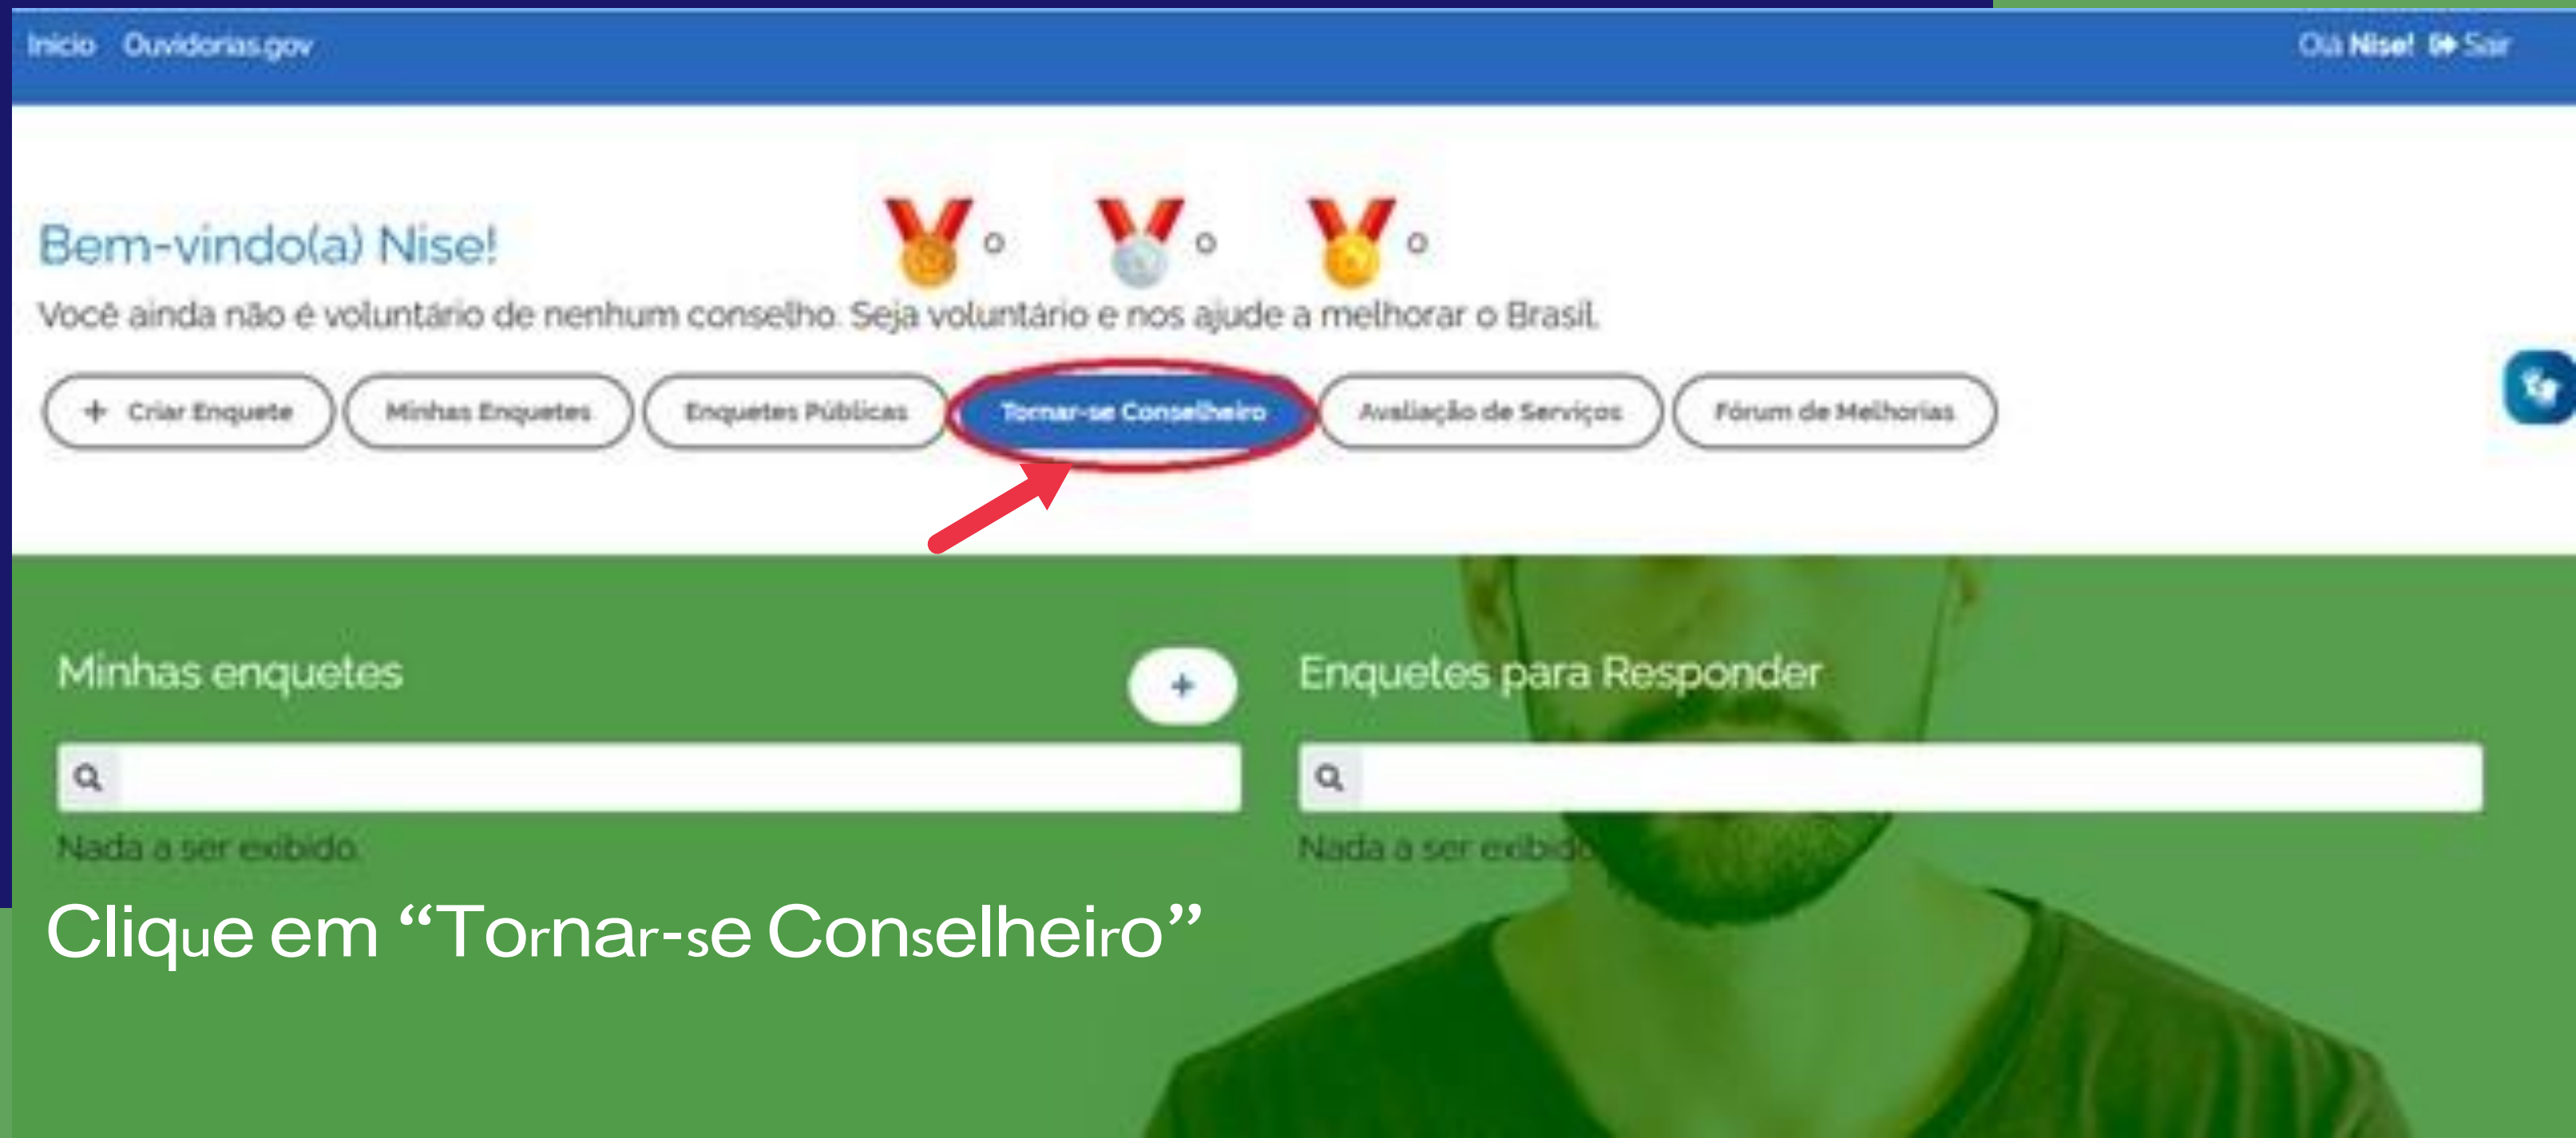 Início Ouvidorias.gov Olá Nise! Sair
Bem-vindo(a) Nise! 0 0 0
Você ainda não é voluntário de nenhum conselho. Seja voluntário e nos ajude a melhorar o Brasil.
+ Criar Enquete Minhas Enquetes Enquetes Públicas Tornar-se Conselheiro Avaliação de Serviços Fórum de Melhorias
Minhas enquetes + Enquetes para Responder
Nada a ser exibido. Nada a ser exibido
Clique em “Tornar-se Conselheiro”